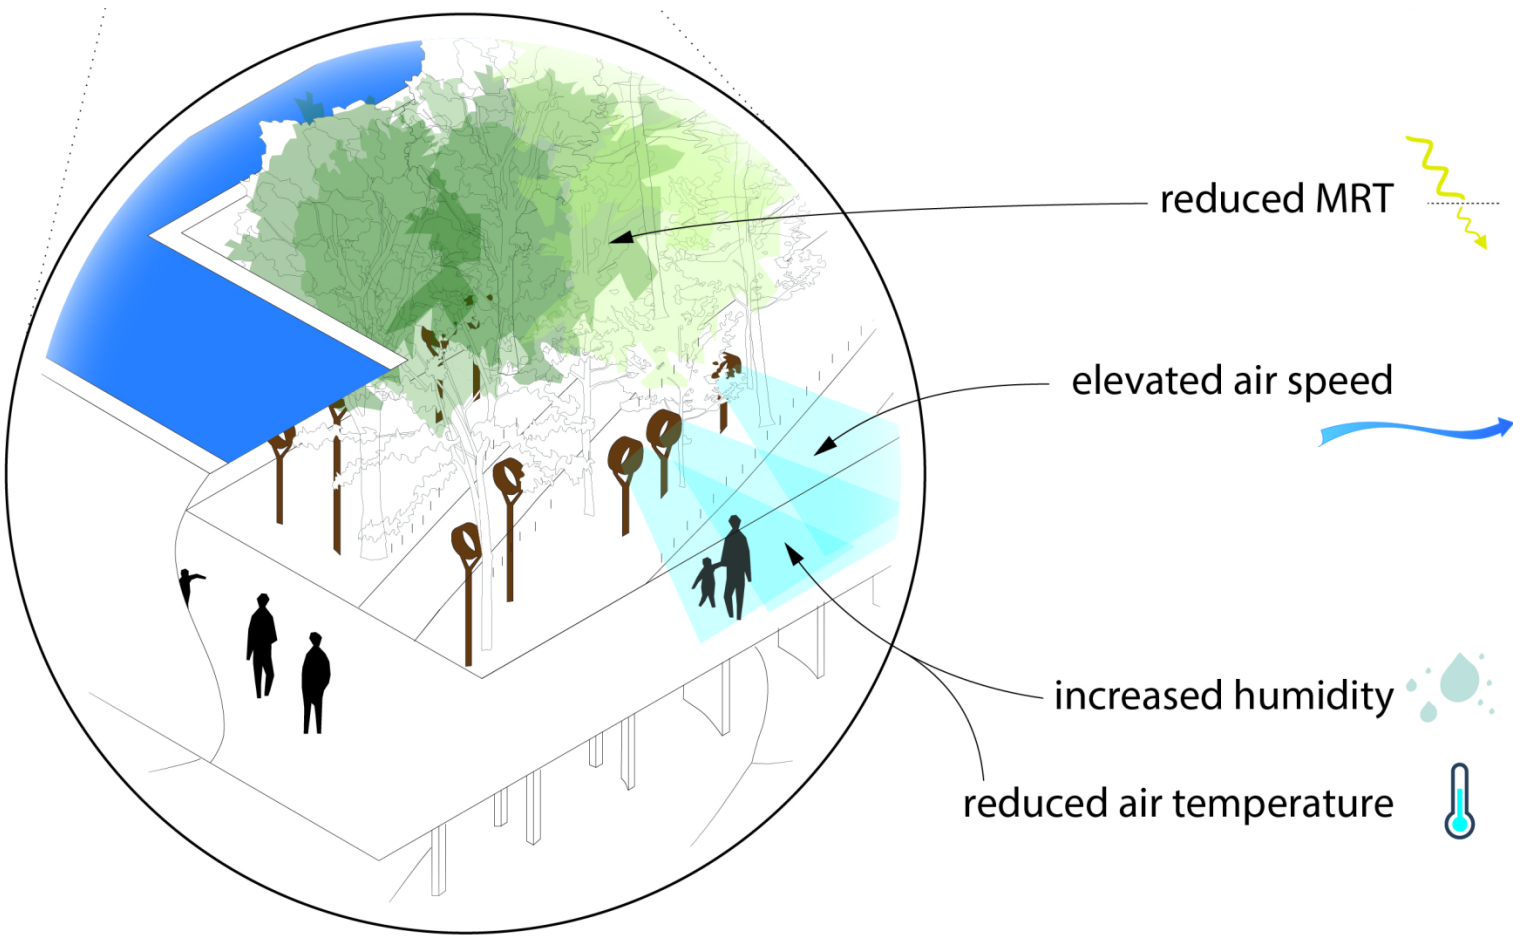 reduced MRT
elevated air speed
increased humidity
reduced air temperature